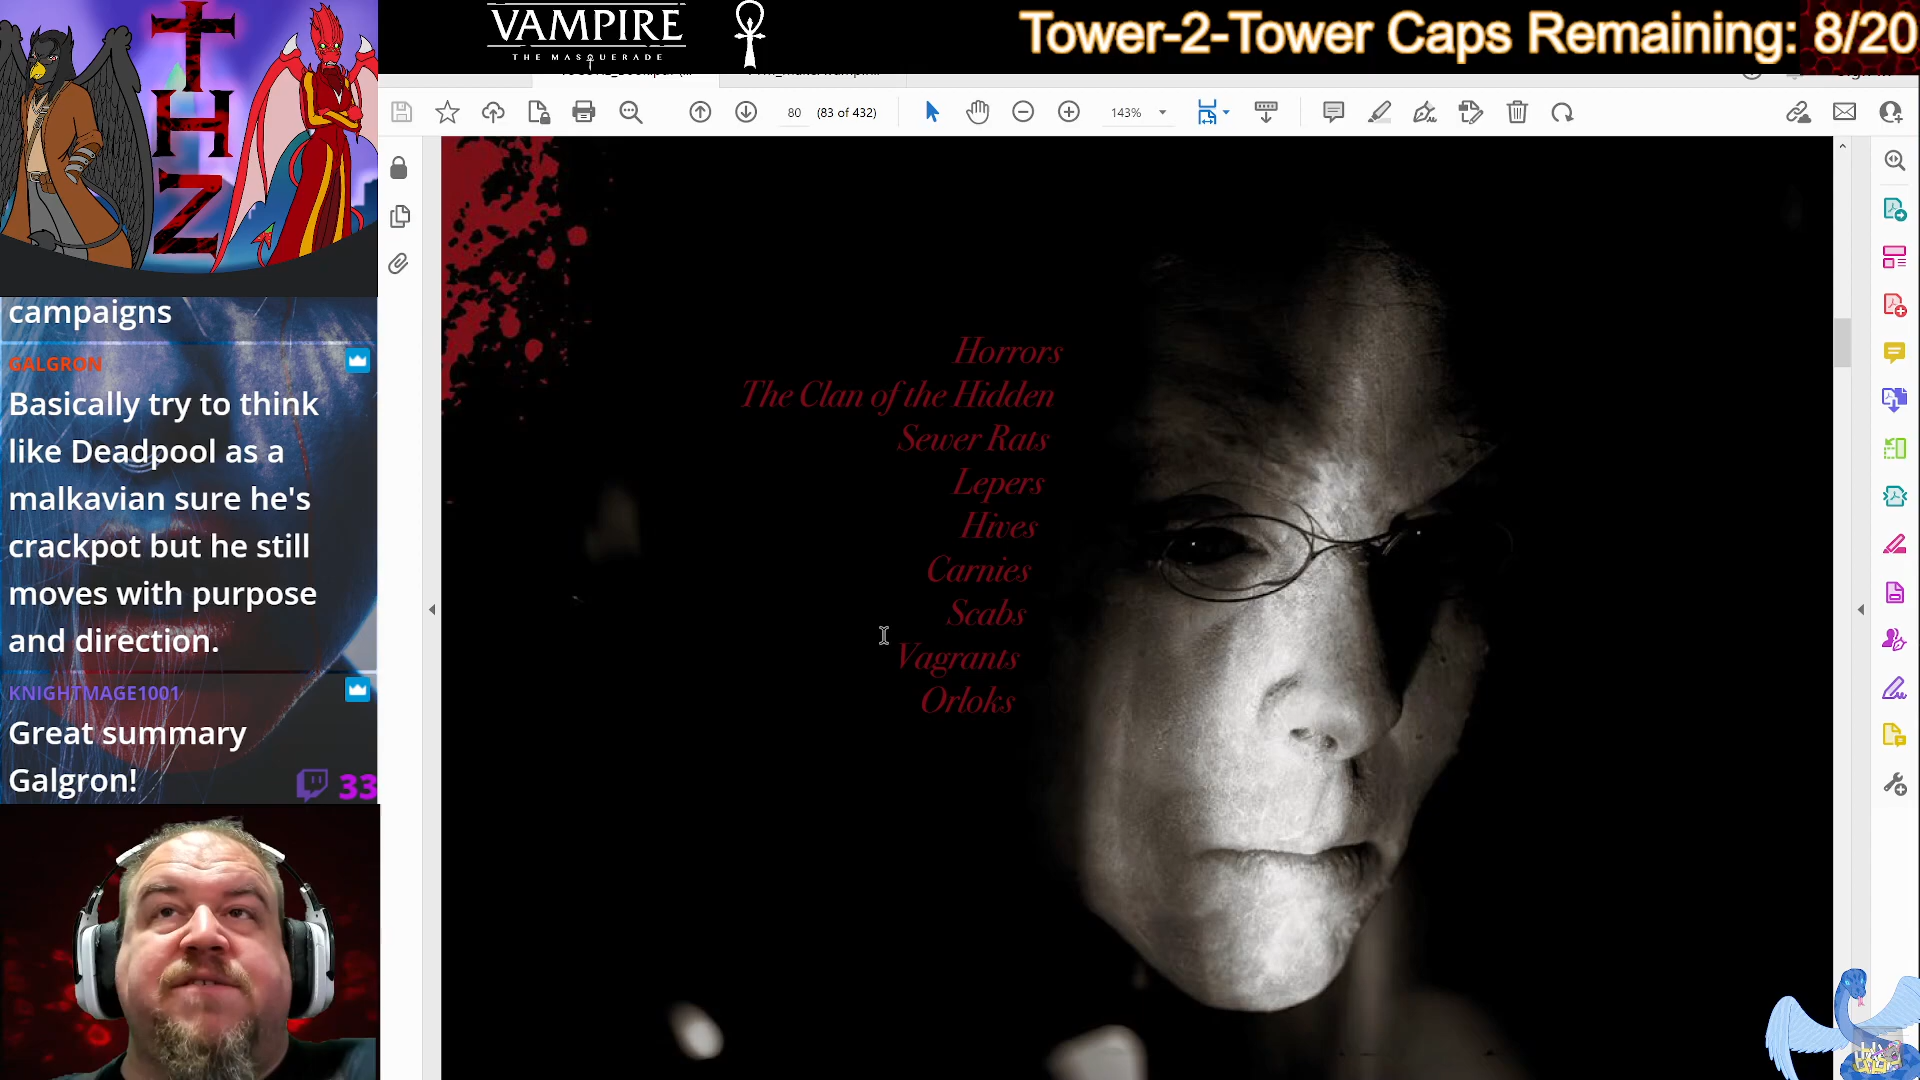 THZ
VAMPIRE
THE MASQUERADE
Tower-2-Tower Caps Remaining: 8/20
80
(83 of 432)
143%
campaigns
GALGRON
Basically try to think
like Deadpool as a
malkavian sure he's
crackpot but he still
moves with purpose
and direction.
KNIGHTMAGE1001
Great summary
Galgron!
33
Horrors
The Clan of the Hidden
Sewer Rats
Lepers
Hives
Carnies
Scabs
Vagrants
Orloks